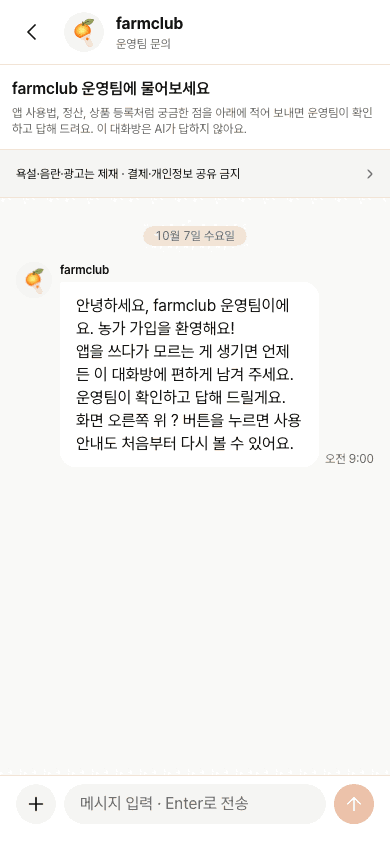 farmclub
운영팀 문의
farmclub 운영팀에 물어보세요
앱 사용법, 정산, 상품 등록처럼 궁금한 점을 아래에 적어 보내면 운영팀이 확인
하고 답해 드려요. 이 대화방은 AI가 답하지 않아요.
욕설·음란·광고는 제재 · 결제·개인정보 공유 금지
10월 7일 수요일
farmclub
안녕하세요, farmclub 운영팀이에
요. 농가 가입을 환영해요!
앱을 쓰다가 모르는 게 생기면 언제
든 이 대화방에 편하게 남겨 주세요.
운영팀이 확인하고 답해 드릴게요.
화면 오른쪽 위 ? 버튼을 누르면 사용
안내도 처음부터 다시 볼 수 있어요.
오전 9:00
메시지 입력 · Enter로 전송